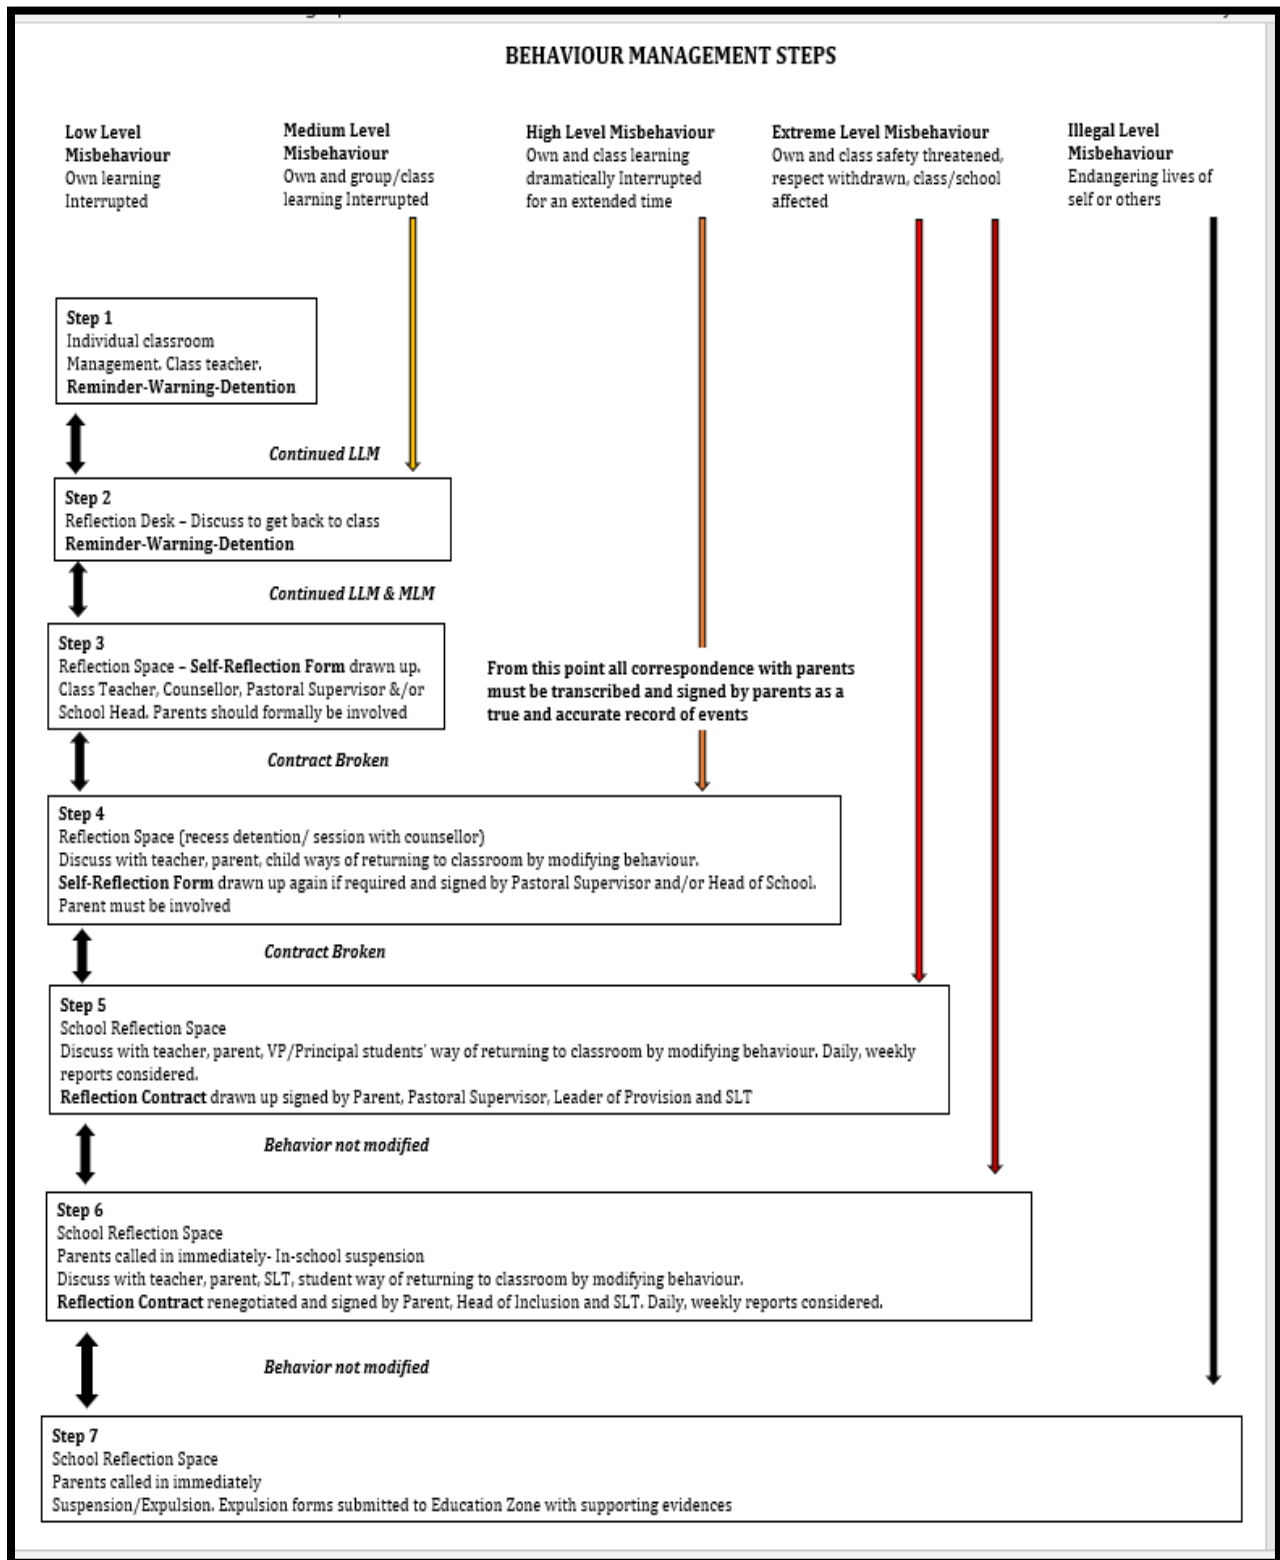 BEHAVIOUR MANAGEMENT STEPS
Low Level
Misbehaviour
Own learning
Interrupted
Medium Level
Misbehaviour
Own and group/class
learning Interrupted
High Level Misbehaviour
Own and class learning
dramatically Interrupted
for an extended time
Extreme Level Misbehaviour
Own and class safety threatened,
respect withdrawn, class/school
affected
Illegal Level
Misbehaviour
Endangering lives of
self or others
Step 1
Individual classroom
Management. Class teacher.
Reminder-Warning-Detention
Continued LLM
Step 2
Reflection Desk – Discuss to get back to class
Reminder-Warning-Detention
Continued LLM & MLM
Step 3
Reflection Space – Self-Reflection Form drawn up.
Class Teacher, Counsellor, Pastoral Supervisor &/or
School Head. Parents should formally be involved
From this point all correspondence with parents
must be transcribed and signed by parents as a
true and accurate record of events
Contract Broken
Step 4
Reflection Space (recess detention/ session with counsellor)
Discuss with teacher, parent, child ways of returning to classroom by modifying behaviour.
Self-Reflection Form drawn up again if required and signed by Pastoral Supervisor and/or Head of School.
Parent must be involved
Contract Broken
Step 5
School Reflection Space
Discuss with teacher, parent, VP/Principal students' way of returning to classroom by modifying behaviour. Daily, weekly
reports considered.
Reflection Contract drawn up signed by Parent, Pastoral Supervisor, Leader of Provision and SLT
Behavior not modified
Step 6
School Reflection Space
Parents called in immediately- In-school suspension
Discuss with teacher, parent, SLT, student way of returning to classroom by modifying behaviour.
Reflection Contract renegotiated and signed by Parent, Head of Inclusion and SLT. Daily, weekly reports considered.
Behavior not modified
Step 7
School Reflection Space
Parents called in immediately
Suspension/Expulsion. Expulsion forms submitted to Education Zone with supporting evidences